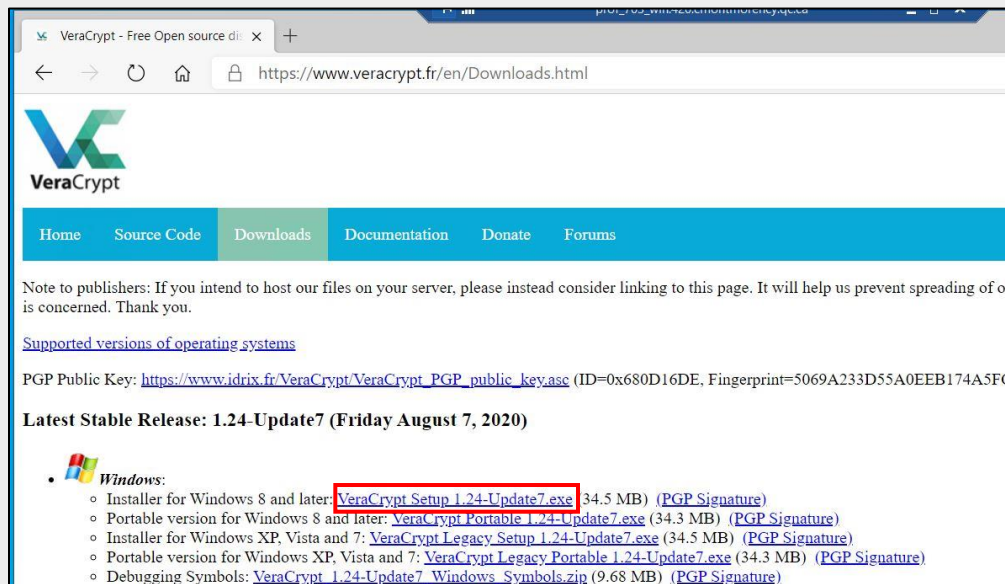 prof_703_win.420.cmontmorency.qc.ca
VeraCrypt - Free Open source dis
https://www.veracrypt.fr/en/Downloads.html
VeraCrypt
Home Source Code Downloads Documentation Donate Forums
Note to publishers: If you intend to host our files on your server, please instead consider linking to this page. It will help us prevent spreading of o
is concerned. Thank you.
Supported versions of operating systems
PGP Public Key: https://www.idrix.fr/VeraCrypt/VeraCrypt_PGP_public_key.asc (ID=0x680D16DE, Fingerprint=5069A233D55A0EEB174A5F
Latest Stable Release: 1.24-Update7 (Friday August 7, 2020)
Windows:
Installer for Windows 8 and later: VeraCrypt Setup 1.24-Update7.exe (34.5 MB) (PGP Signature)
Portable version for Windows 8 and later: VeraCrypt Portable 1.24-Update7.exe (34.3 MB) (PGP Signature)
Installer for Windows XP, Vista and 7: VeraCrypt Legacy Setup 1.24-Update7.exe (34.5 MB) (PGP Signature)
Portable version for Windows XP, Vista and 7: VeraCrypt Legacy Portable 1.24-Update7.exe (34.3 MB) (PGP Signature)
Debugging Symbols: VeraCrypt_1.24-Update7_Windows_Symbols.zip (9.68 MB) (PGP Signature)